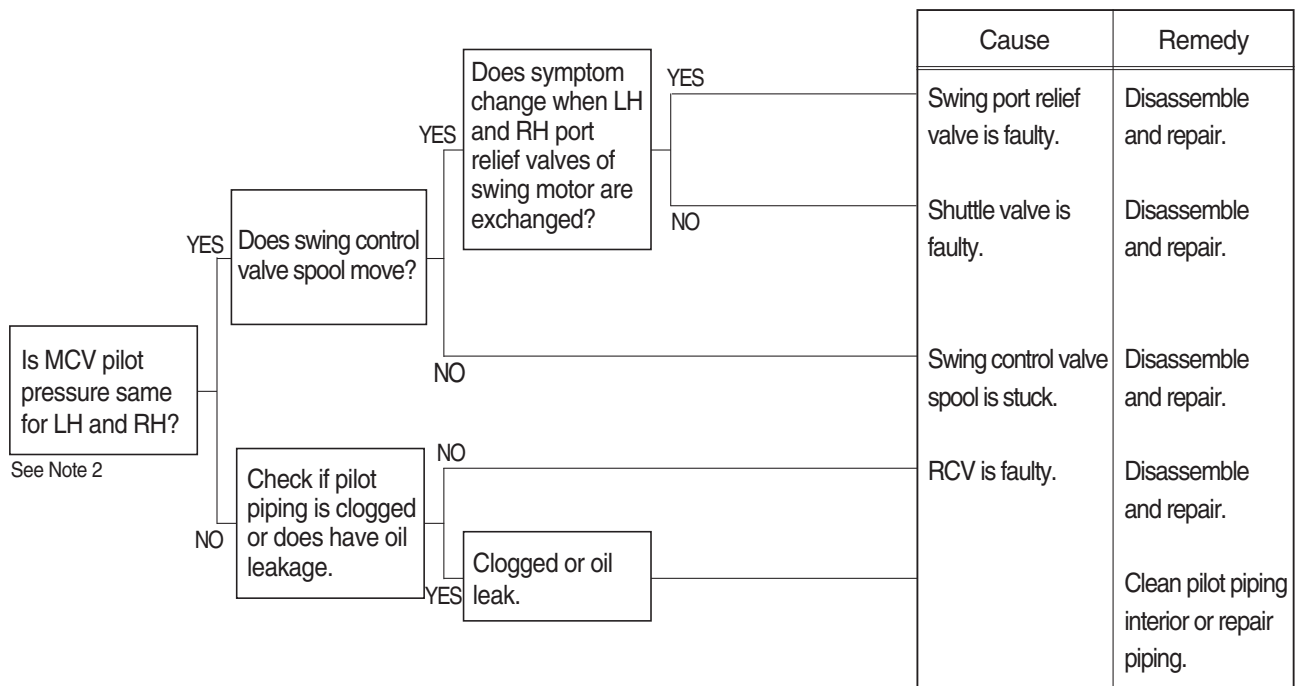 Cause
Remedy
Does symptom
change when LH
and RH port
relief valves of
swing motor are
exchanged?
YES
YES
NO
Swing port relief
valve is faulty.
Disassemble
and repair.
Shuttle valve is
faulty.
Disassemble
and repair.
YES
Does swing control
valve spool move?
NO
Swing control valve
spool is stuck.
Disassemble
and repair.
Is MCV pilot
pressure same
for LH and RH?
See Note 2
NO
Check if pilot
piping is clogged
or does have oil
leakage.
NO
RCV is faulty.
Disassemble
and repair.
YES
Clogged or oil
leak.
Clean pilot piping
interior or repair
piping.